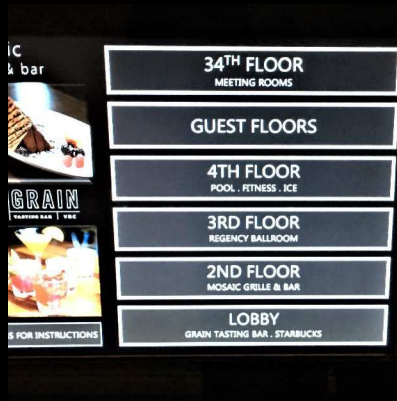 ic
& bar
GRAIN
TASTING BAR | VBC
S FOR INSTRUCTIONS
34TH FLOOR
MEETING ROOMS
GUEST FLOORS
4TH FLOOR
POOL . FITNESS . ICE
3RD FLOOR
REGENCY BALLROOM
2ND FLOOR
MOSAIC GRILLE & BAR
LOBBY
GRAIN TASTING BAR . STARBUCKS